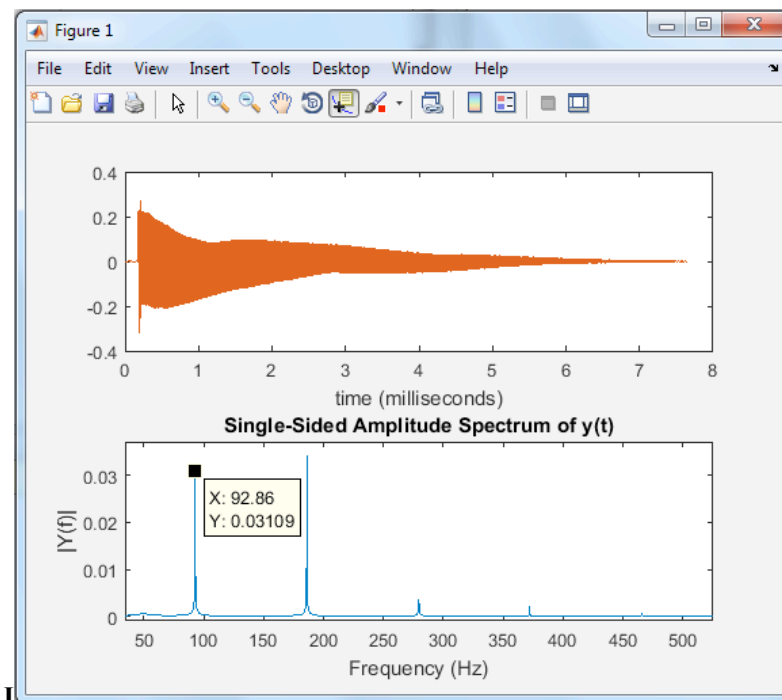 Figure 1
File Edit View Insert Tools Desktop Window Help
0.4
0.2
0
-0.2
-0.4
0 1 2 3 4 5 6 7 8
time (milliseconds)
Single-Sided Amplitude Spectrum of y(t)
0.03
0.02
0.01
0
|Y(f)|
X: 92.86
Y: 0.03109
50 100 150 200 250 300 350 400 450 500
Frequency (Hz)